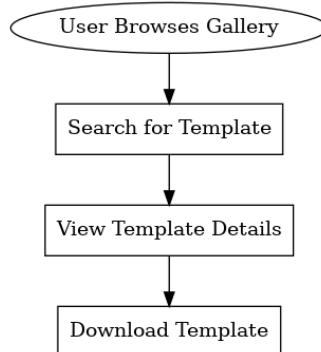 User Browses Gallery
Search for Template
View Template Details
Download Template